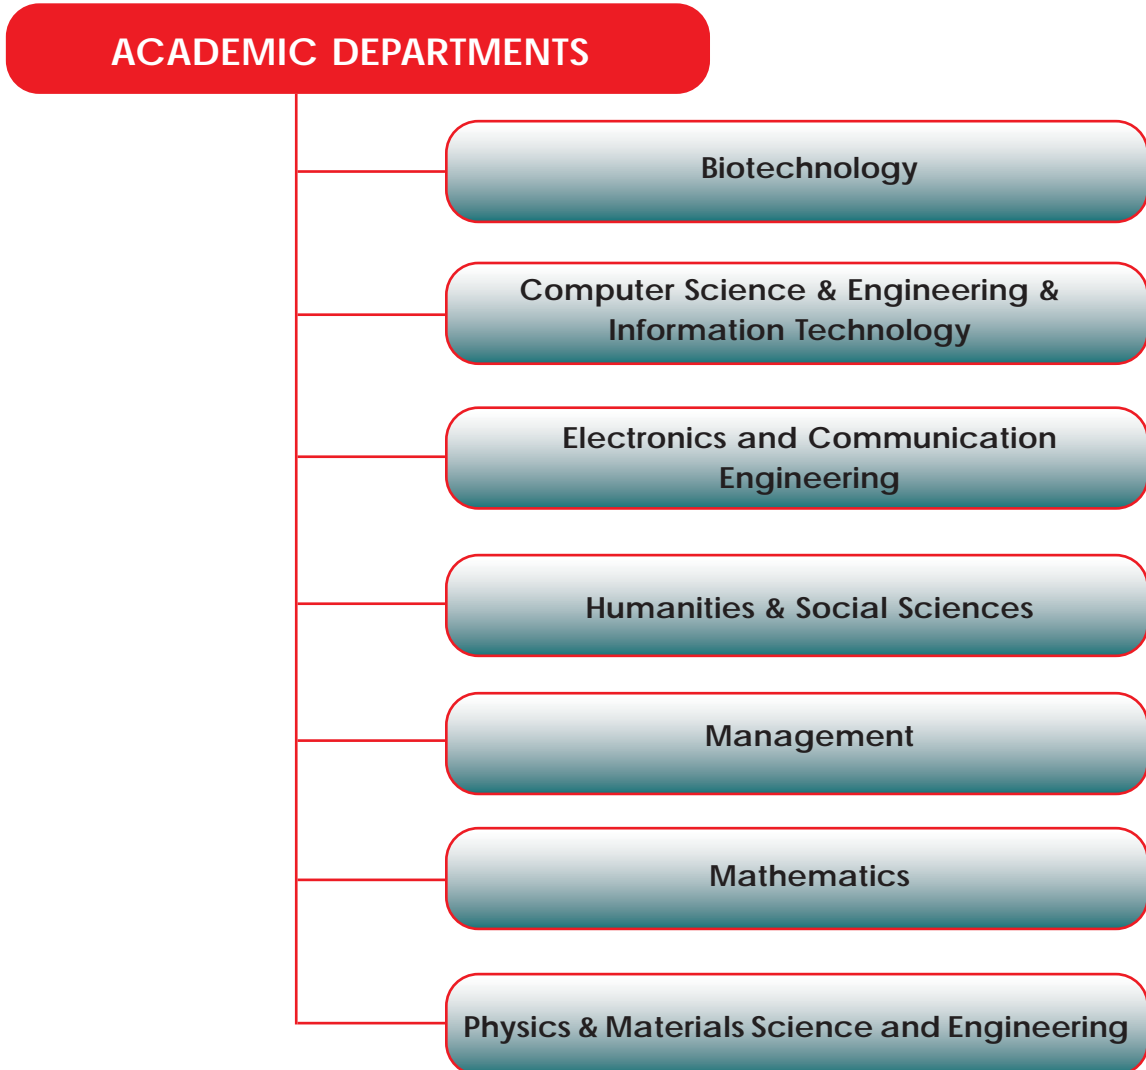 ACADEMIC DEPARTMENTS
Biotechnology
Computer Science & Engineering &
Information Technology
Electronics and Communication
Engineering
Humanities & Social Sciences
Management
Mathematics
Physics & Materials Science and Engineering